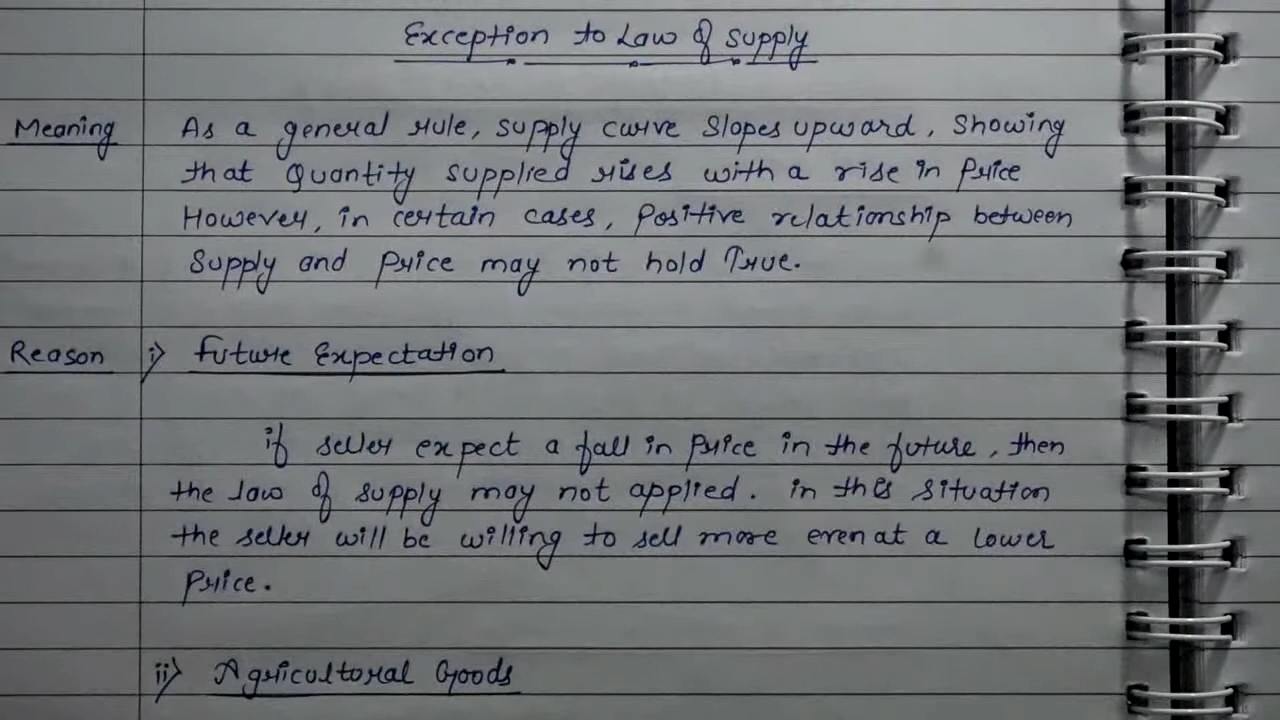 Exception to Law of Supply
Meaning As a general rule, supply curve Slopes upward, Showing
that Quantity supplied rises with a rise in Price
However, in certain cases, Positive relationship between
Supply and Price may not hold True.
Reason i) Future Expectation
if seller expect a fall in price in the future, then
the law of supply may not applied. in this situation
the seller will be willing to sell more even at a lower
Price.
ii) Agricultural Goods